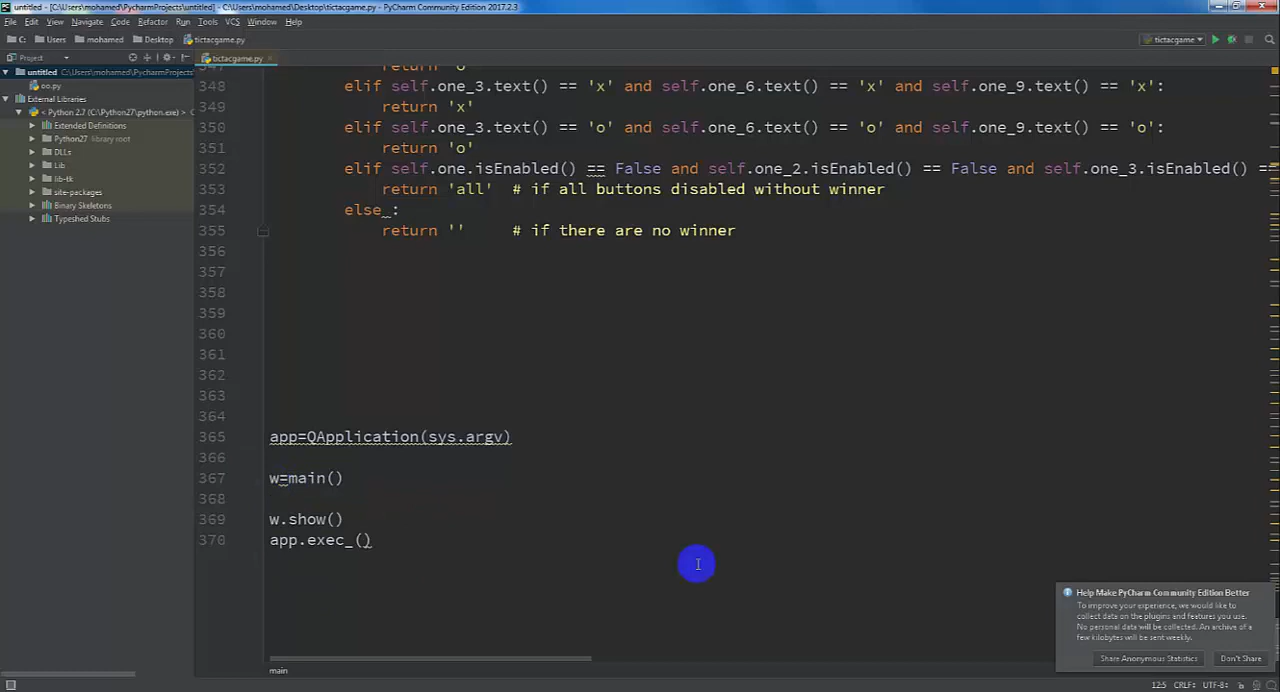 untitled - [C:\Users\mohamed\PycharmProjects\untitled] - C:\Users\mohamed\Desktop\tictacgame.py - PyCharm Community Edition 2017.2.3
File Edit View Navigate Code Refactor Run Tools VCS Window Help
C: Users mohamed Desktop tictacgame.py tictacgame
Project tictacgame.py
untitled C:\Users\mohamed\PycharmProjects
oo.py
External Libraries
< Python 2.7 (C:\Python27\python.exe) >
Extended Definitions
Python27 library root
DLLs
Lib
lib-tk
site-packages
Binary Skeletons
Typeshed Stubs
347 return 'o'
348 elif self.one_3.text() == 'x' and self.one_6.text() == 'x' and self.one_9.text() == 'x':
349 return 'x'
350 elif self.one_3.text() == 'o' and self.one_6.text() == 'o' and self.one_9.text() == 'o':
351 return 'o'
352 elif self.one.isEnabled() == False and self.one_2.isEnabled() == False and self.one_3.isEnabled() ==
353 return 'all' # if all buttons disabled without winner
354 else :
355 return '' # if there are no winner
356
357
358
359
360
361
362
363
364
365 app=QApplication(sys.argv)
366
367 w=main()
368
369 w.show()
370 app.exec_()
Help Make PyCharm Community Edition Better
To improve your experience, we would like to
collect data on the plugins and features you use.
No personal data will be collected. An archive of a
few kilobytes will be sent weekly.
Share Anonymous Statistics Don't Share
main
12:5 CRLF÷ UTF-8÷